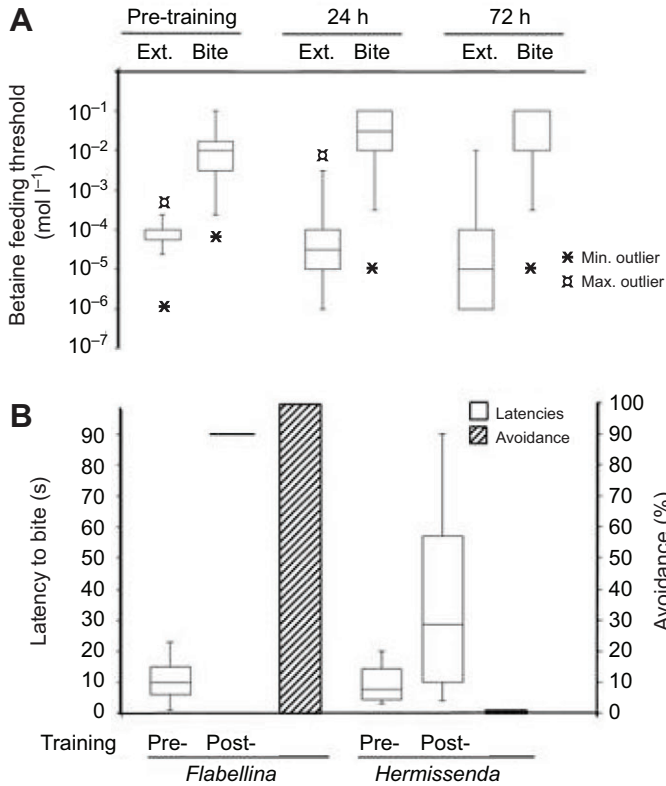 A
Pre-training 24 h 72 h
Ext. Bite Ext. Bite Ext. Bite
Betaine feeding threshold
(mol l⁻¹)
10⁻¹
10⁻²
10⁻³
10⁻⁴
10⁻⁵
10⁻⁶
10⁻⁷
Min. outlier
Max. outlier
B
Latency to bite (s)
90
80
70
60
50
40
30
20
10
0
Latencies
Avoidance
100
90
80
70
60
50
40
30
20
10
0
Avoidance (%)
Training Pre- Post- Pre- Post-
Flabellina Hermissenda